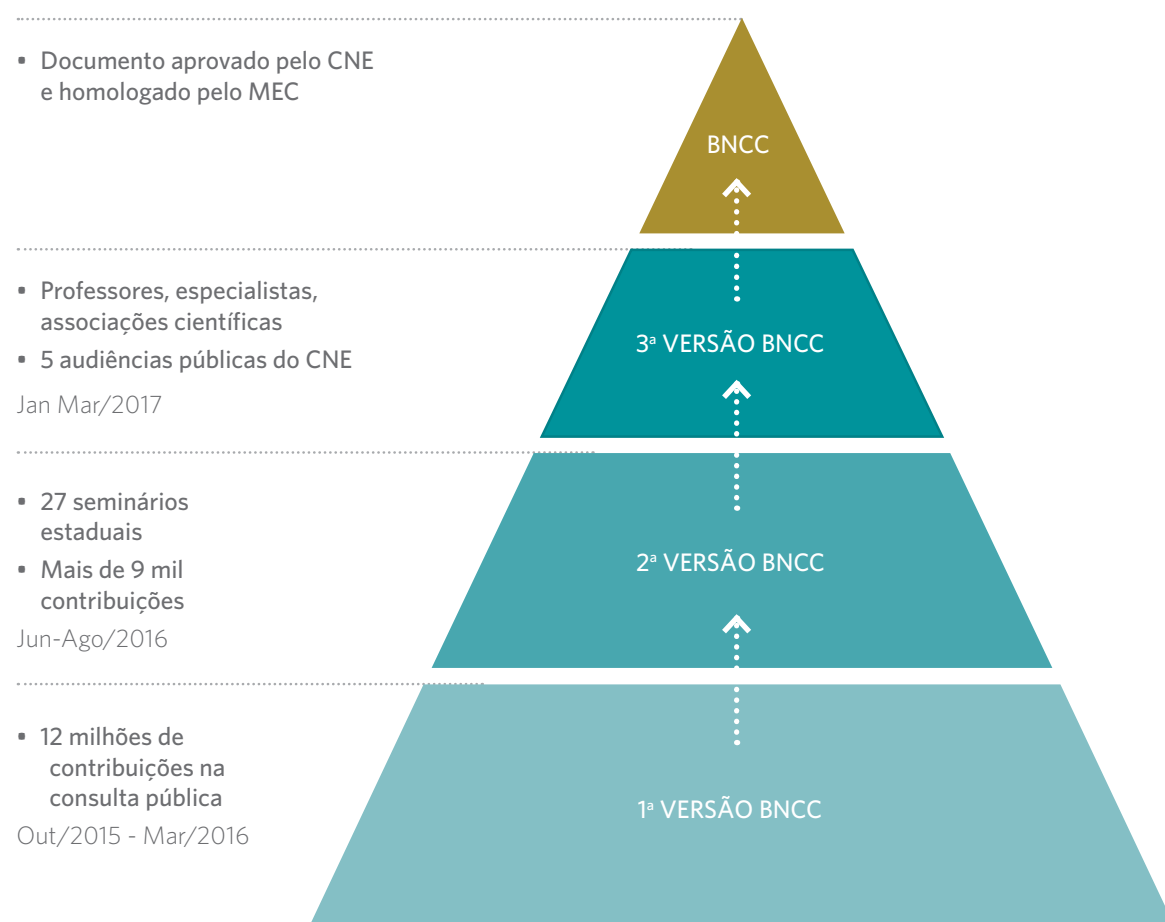 • Documento aprovado pelo CNE
e homologado pelo MEC
BNCC
• Professores, especialistas,
associações científicas
• 5 audiências públicas do CNE
Jan Mar/2017
3ª VERSÃO BNCC
• 27 seminários
estaduais
• Mais de 9 mil
contribuições
Jun-Ago/2016
2ª VERSÃO BNCC
• 12 milhões de
contribuições na
consulta pública
Out/2015 - Mar/2016
1ª VERSÃO BNCC